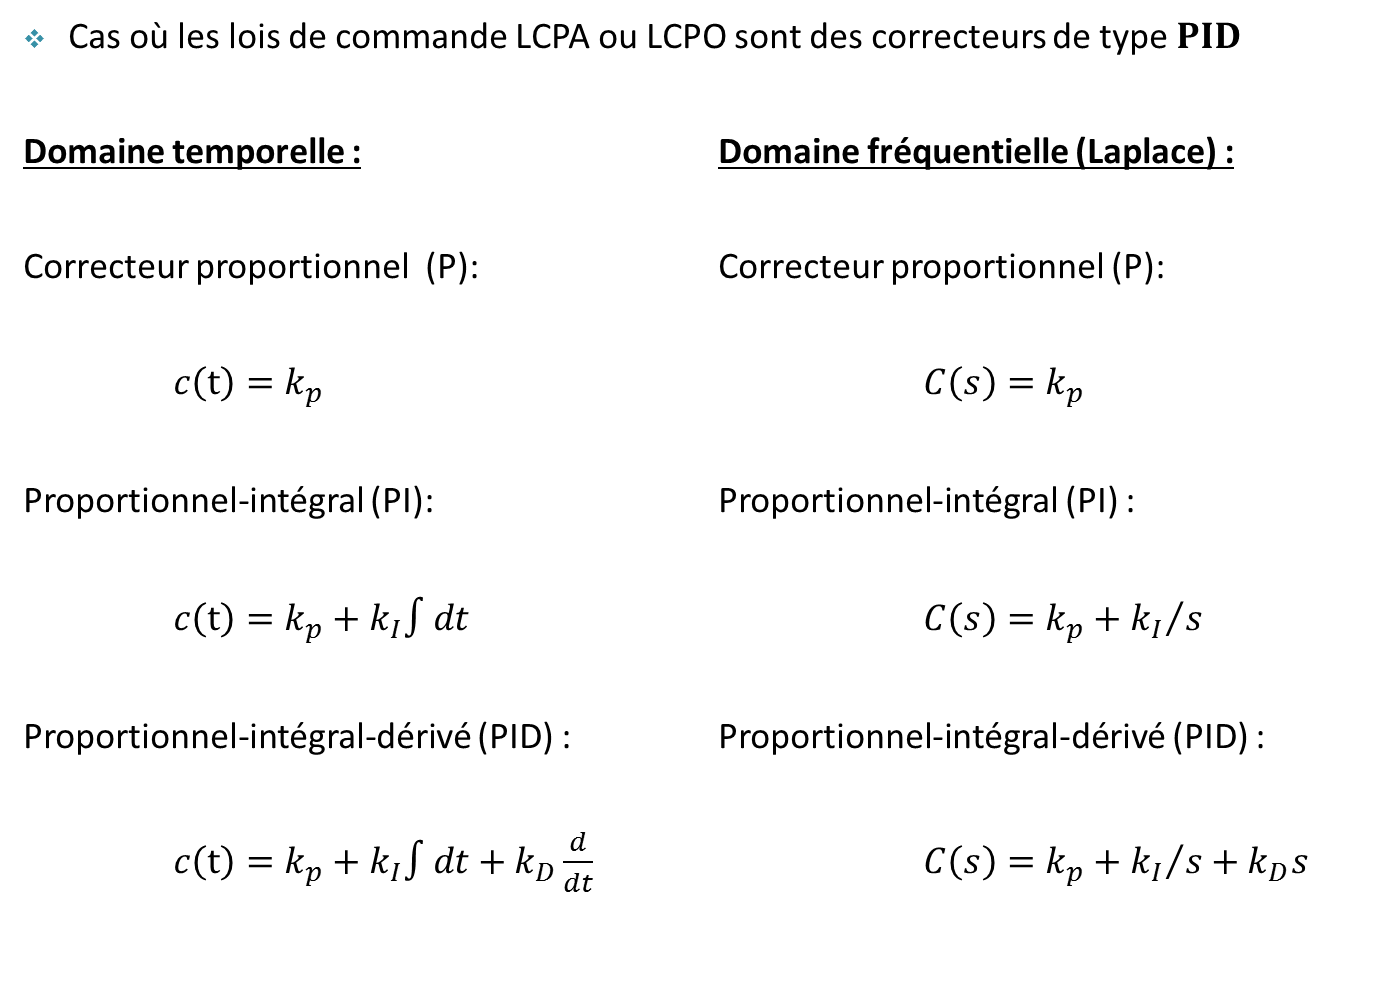 ❖ Cas où les lois de commande LCPA ou LCPO sont des correcteurs de type PID
Domaine temporelle :
Domaine fréquentielle (Laplace) :
Correcteur proportionnel (P):
Correcteur proportionnel (P):
c(t) = k_p
C(s) = k_p
Proportionnel-intégral (PI):
Proportionnel-intégral (PI) :
c(t) = k_p + k_I ∫ dt
C(s) = k_p + k_I/s
Proportionnel-intégral-dérivé (PID) :
Proportionnel-intégral-dérivé (PID) :
c(t) = k_p + k_I ∫ dt + k_D d/dt
C(s) = k_p + k_I/s + k_D s